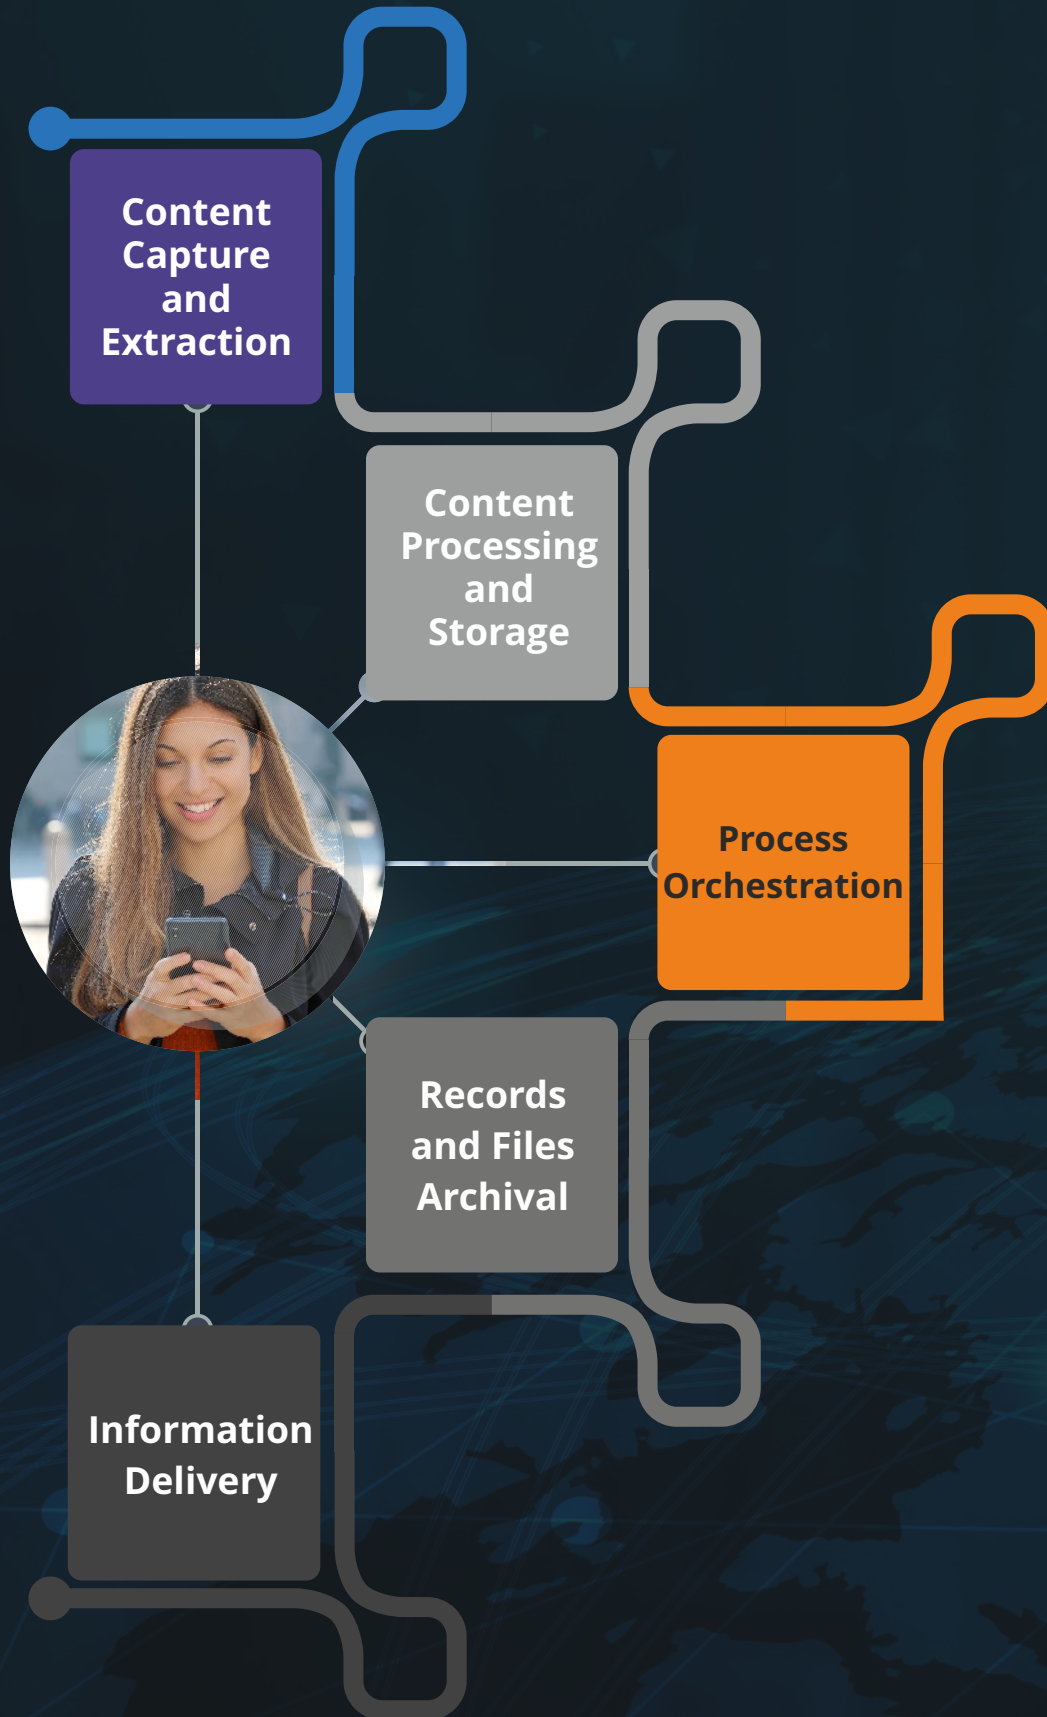 Content
Capture
and
Extraction
Content
Processing
and
Storage
Process
Orchestration
Records
and Files
Archival
Information
Delivery